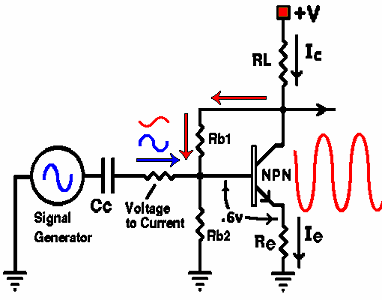 +V
RL
Ic
Rb1
NPN
Cc
Signal
Generator
Voltage
to Current
.6v
Rb2
Re
Ie